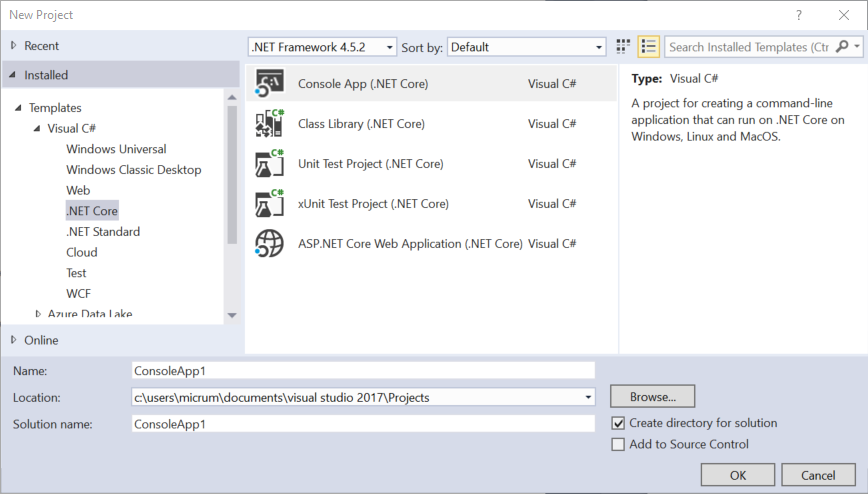 New Project
?
Recent
.NET Framework 4.5.2
Sort by:
Default
Search Installed Templates (Ctr
Installed
Templates
Visual C#
Windows Universal
Windows Classic Desktop
Web
.NET Core
.NET Standard
Cloud
Test
WCF
Azure Data Lake
Online
Console App (.NET Core) Visual C#
Class Library (.NET Core) Visual C#
Unit Test Project (.NET Core) Visual C#
xUnit Test Project (.NET Core) Visual C#
ASP.NET Core Web Application (.NET Core) Visual C#
C:\
C#
C#
C#
Type: Visual C#
A project for creating a command-line
application that can run on .NET Core on
Windows, Linux and MacOS.
Name: ConsoleApp1
Location: c:\users\micrum\documents\visual studio 2017\Projects
Browse...
Solution name: ConsoleApp1
Create directory for solution
Add to Source Control
OK
Cancel